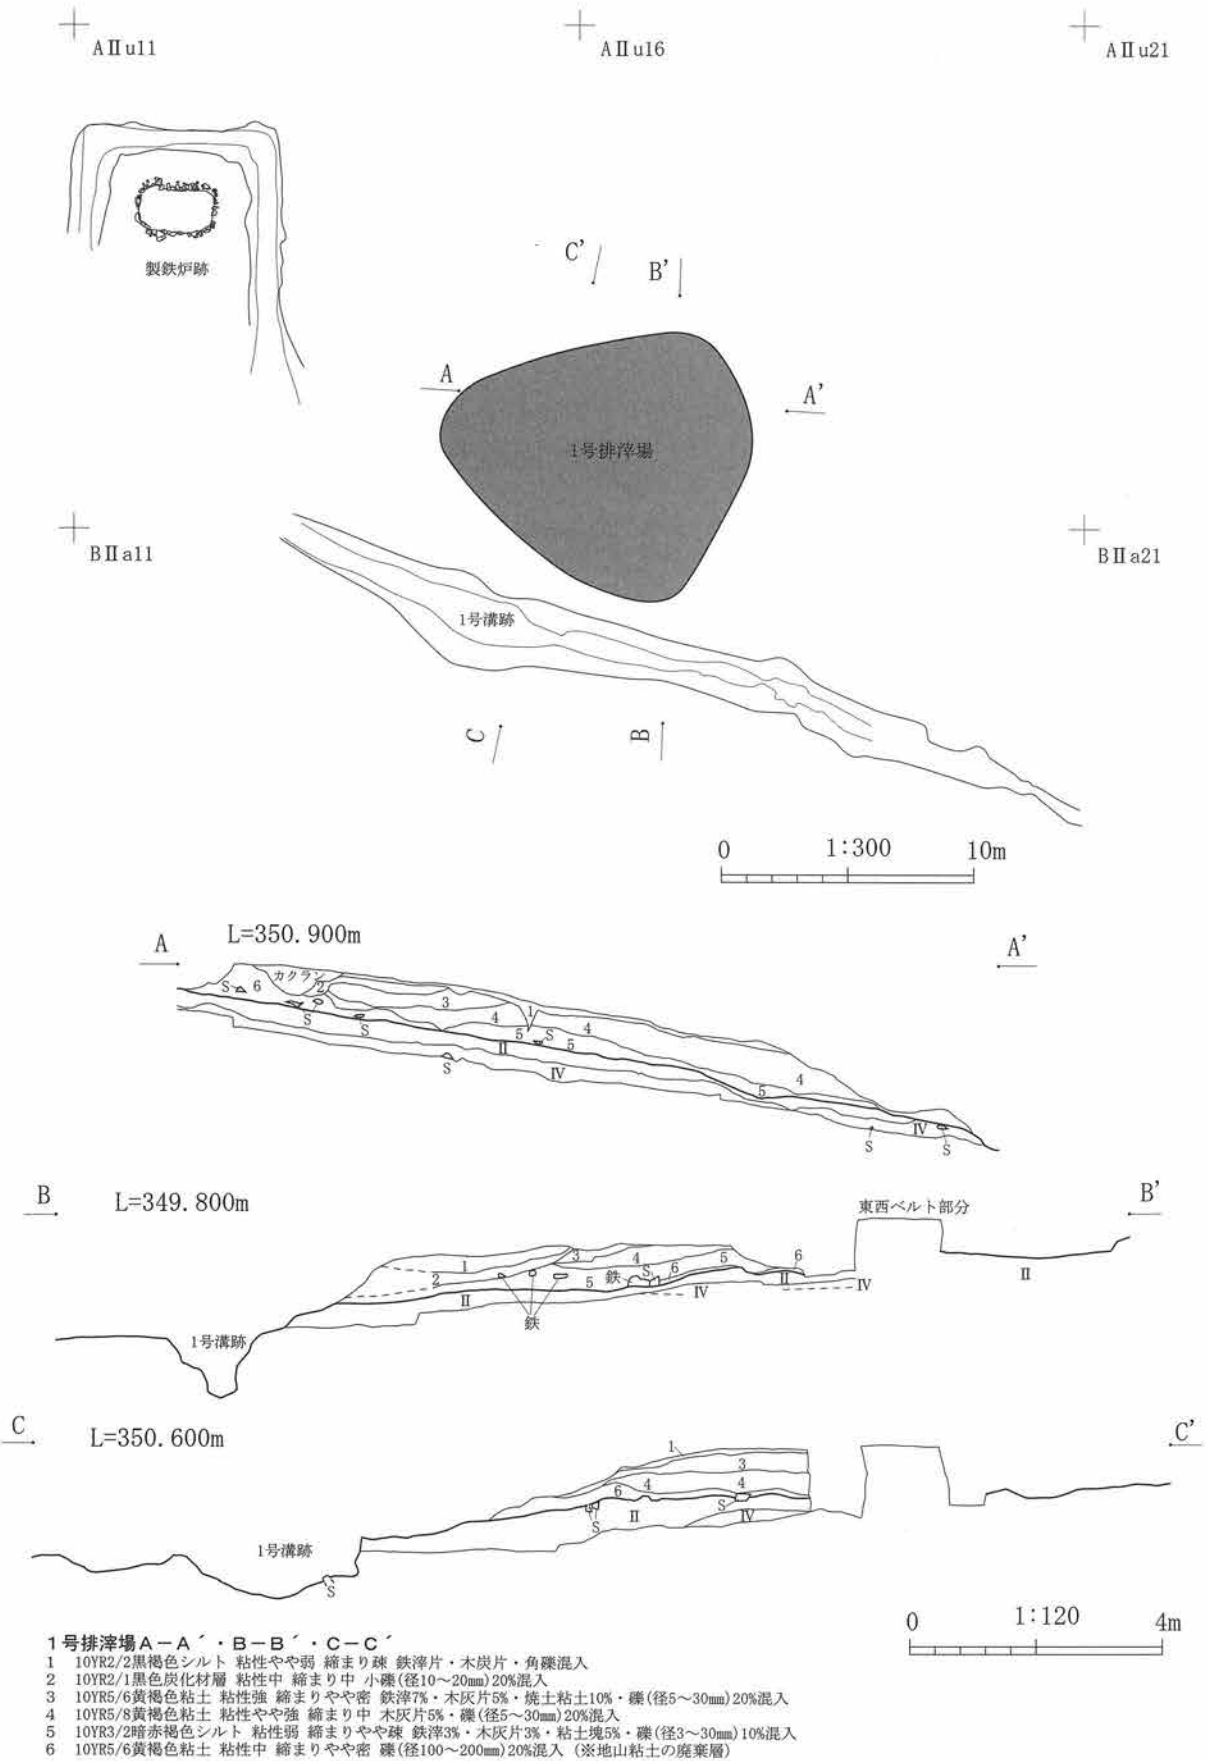 AⅡu11
AⅡu16
AⅡu21
製鉄炉跡
C’
B’
A
A’
1号排滓場
BⅡa11
BⅡa21
1号溝跡
C
B
0 1:300 10m
A L=350.900m A’
カクラン
S 6 2 3 1
S S 4 5 S 5 4
Ⅱ
S Ⅳ 5 4
Ⅳ
S S
B L=349.800m 東西ベルト部分 B’
1 3 4 5 6
2 5 鉄 S 6 Ⅱ Ⅱ
Ⅱ Ⅳ Ⅳ
鉄
1号溝跡
C L=350.600m C’
1
3
6 4 4
S Ⅱ S Ⅳ
1号溝跡
S
0 1:120 4m
1号排滓場A-A´・B-B´・C-C´
1 10YR2/2黒褐色シルト 粘性やや弱 締まり疎 鉄滓片・木炭片・角礫混入
2 10YR2/1黒色炭化材層 粘性中 締まり中 小礫(径10～20㎜)20%混入
3 10YR5/6黄褐色粘土 粘性強 締まりやや密 鉄滓7%・木灰片5%・焼土粘土10%・礫(径5～30㎜)20%混入
4 10YR5/8黄褐色粘土 粘性やや強 締まり中 木灰片5%・礫(径5～30㎜)20%混入
5 10YR3/2暗赤褐色シルト 粘性弱 締まりやや疎 鉄滓3%・木灰片3%・粘土塊5%・礫(径3～30㎜)10%混入
6 10YR5/6黄褐色粘土 粘性中 締まりやや密 礫(径100～200㎜)20%混入 (※地山粘土の廃棄層)